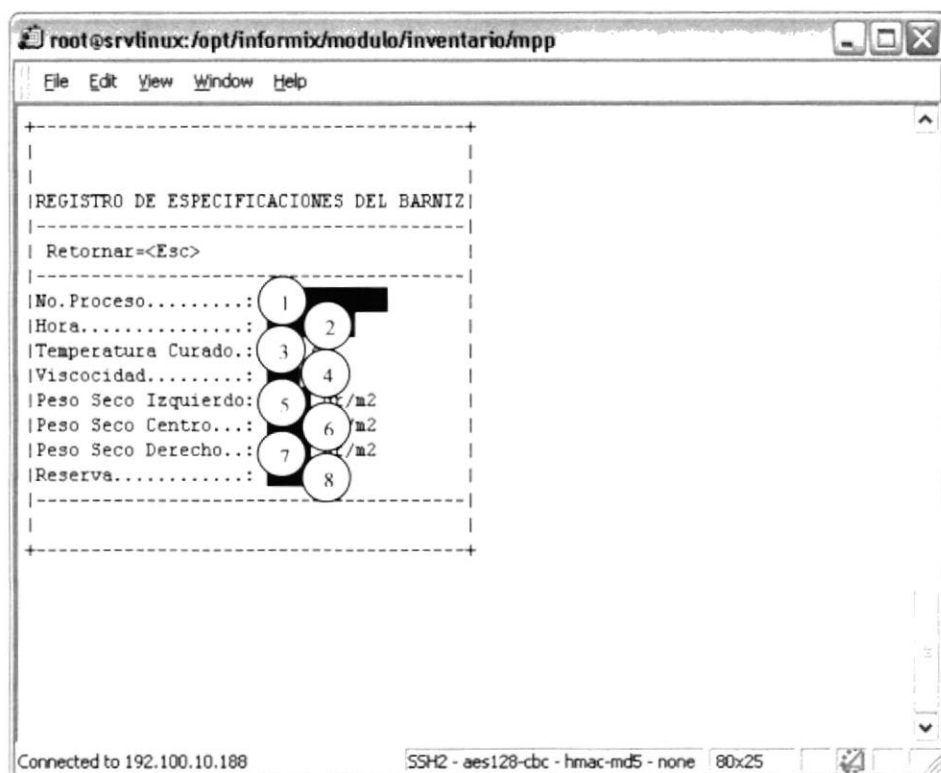 root@srvlinux:/opt/informix/modulo/inventario/mpp
File Edit View Window Help
REGISTRO DE ESPECIFICACIONES DEL BARNIZ
Retornar=<Esc>
No.Proceso.........: 1
Hora...............: 2
Temperatura Curado.: 3
Viscocidad.........: 4
Peso Seco Izquierdo: 5 gr/m2
Peso Seco Centro...: 6 /m2
Peso Seco Derecho..: 7 gr/m2
Reserva............: 8
Connected to 192.100.10.188 SSH2 - aes128-cbc - hmac-md5 - none 80x25